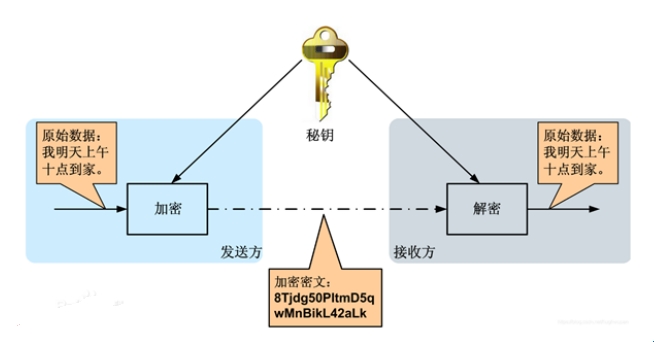 秘钥
原始数据：
我明天上午
十点到家。
原始数据：
我明天上午
十点到家。
加密
解密
发送方
接收方
加密密文：
8Tjdg50PltmD5q
wMnBikL42aLk